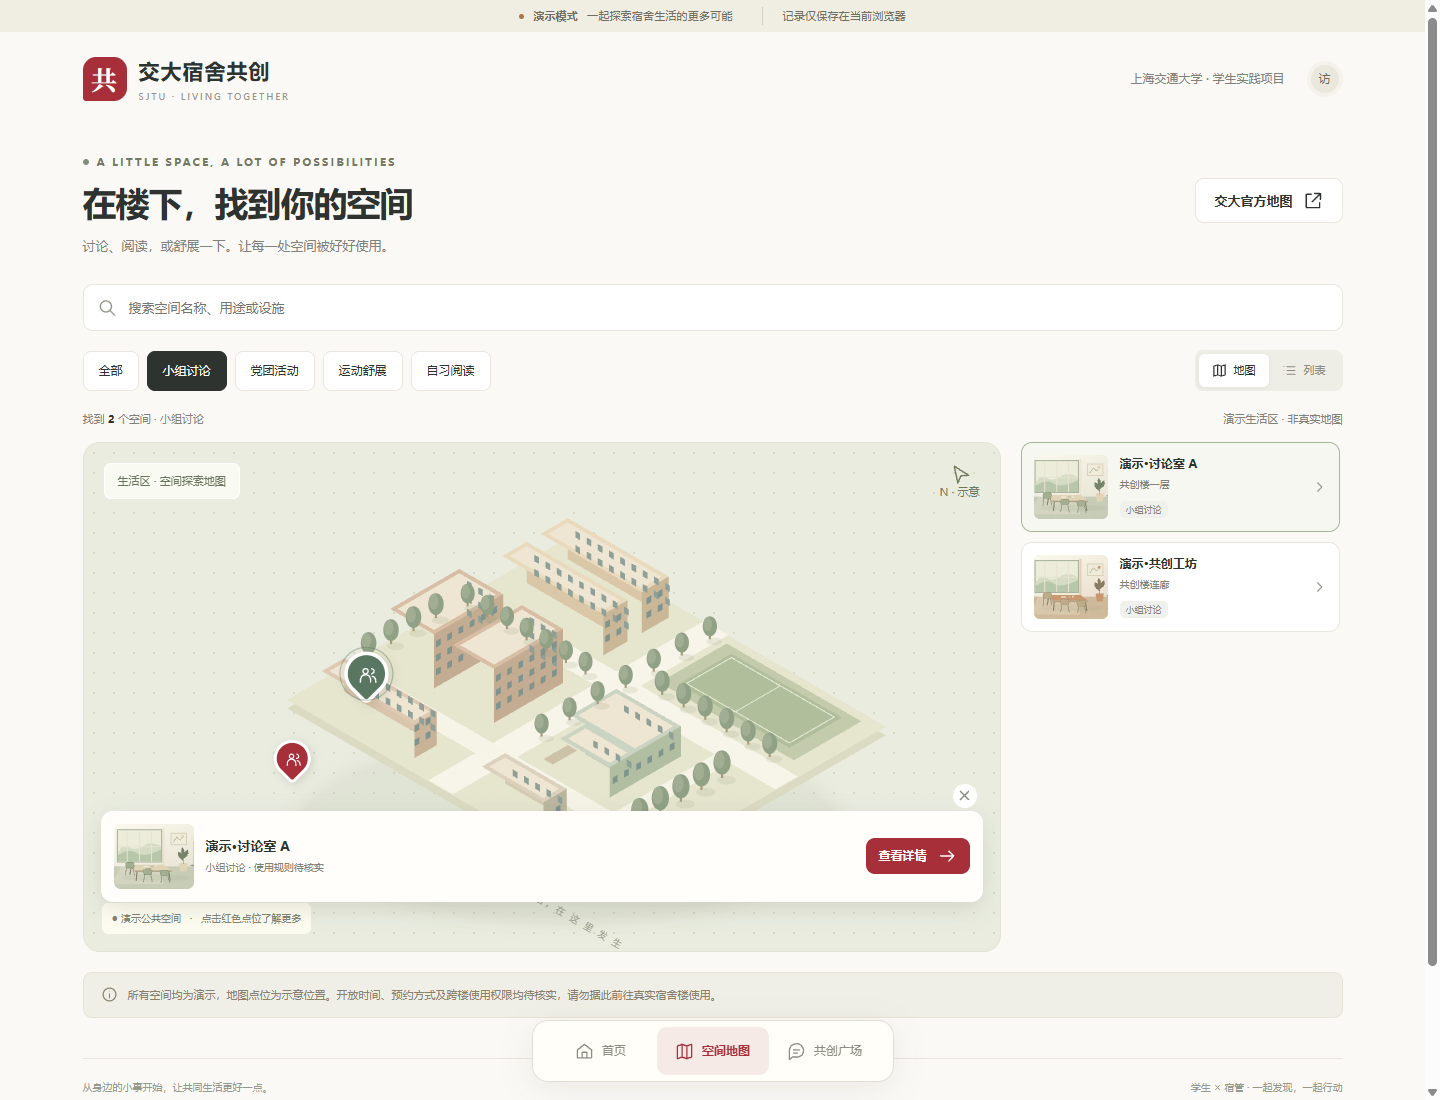 演示模式 一起探索宿舍生活的更多可能 记录仅保存在当前浏览器
共
交大宿舍共创
SJTU · LIVING TOGETHER
上海交通大学 · 学生实践项目
访
A LITTLE SPACE, A LOT OF POSSIBILITIES
在楼下，找到你的空间
讨论、阅读，或舒展一下。让每一处空间被好好使用。
交大官方地图
搜索空间名称、用途或设施
全部 小组讨论 党团活动 运动舒展 自习阅读
地图 列表
找到 2 个空间 · 小组讨论
演示生活区 · 非真实地图
生活区 · 空间探索地图
N · 示意
演示·讨论室 A
共创楼一层
小组讨论
演示·共创工坊
共创楼连廊
小组讨论
演示·讨论室 A
小组讨论 · 使用规则待核实
查看详情
，在这里发生
演示公共空间 · 点击红色点位了解更多
所有空间均为演示，地图点位为示意位置。开放时间、预约方式及跨楼使用权限均待核实，请勿据此前往真实宿舍楼使用。
首页 空间地图 共创广场
从身边的小事开始，让共同生活更好一点。
学生 × 宿管 · 一起发现，一起行动